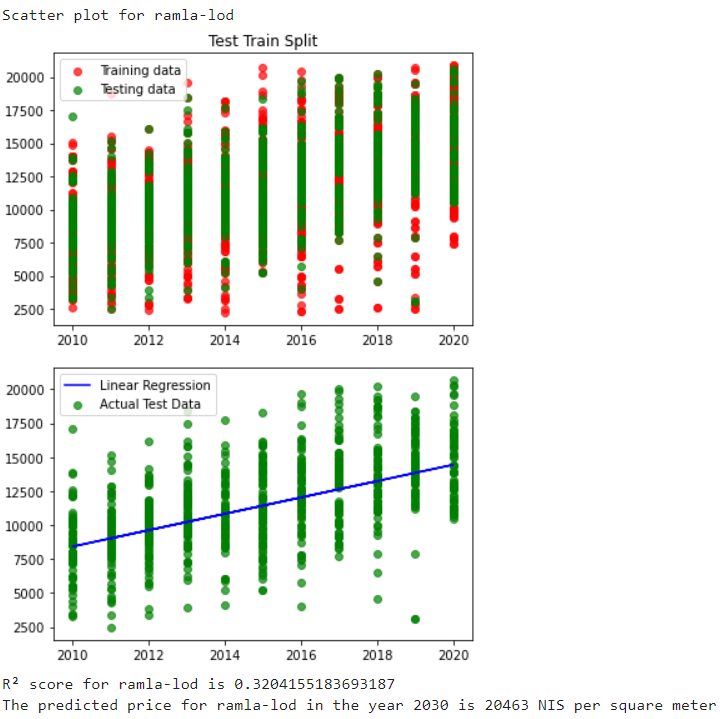 Scatter plot for ramla-lod
Test Train Split
Training data
Testing data
20000
17500
15000
12500
10000
7500
5000
2500
2010 2012 2014 2016 2018 2020
Linear Regression
Actual Test Data
20000
17500
15000
12500
10000
7500
5000
2500
2010 2012 2014 2016 2018 2020
R² score for ramla-lod is 0.3204155183693187
The predicted price for ramla-lod in the year 2030 is 20463 NIS per square meter